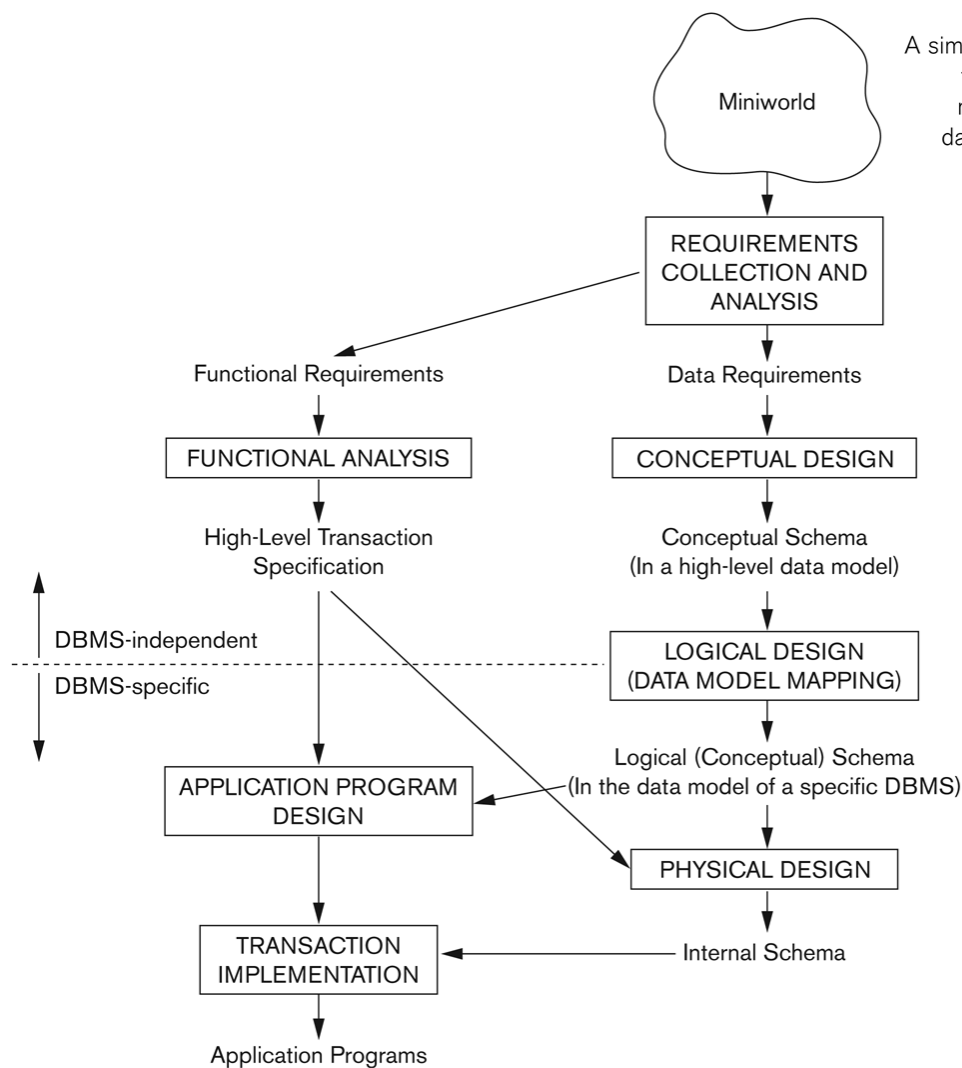 A sim
Miniworld
da
REQUIREMENTS
COLLECTION AND
ANALYSIS
Functional Requirements
Data Requirements
FUNCTIONAL ANALYSIS
CONCEPTUAL DESIGN
High-Level Transaction
Specification
Conceptual Schema
(In a high-level data model)
DBMS-independent
DBMS-specific
LOGICAL DESIGN
(DATA MODEL MAPPING)
Logical (Conceptual) Schema
(In the data model of a specific DBMS)
APPLICATION PROGRAM
DESIGN
PHYSICAL DESIGN
TRANSACTION
IMPLEMENTATION
Internal Schema
Application Programs